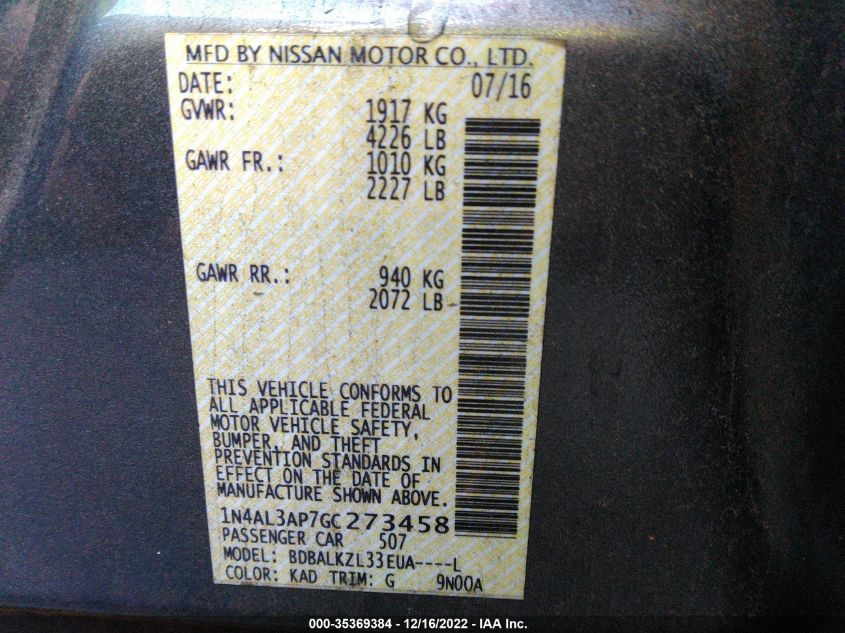 MFD BY NISSAN MOTOR CO., LTD.
DATE: 07/16
GVWR: 1917 KG
4226 LB
GAWR FR.: 1010 KG
2227 LB
GAWR RR.: 940 KG
2072 LB
THIS VEHICLE CONFORMS TO
ALL APPLICABLE FEDERAL
MOTOR VEHICLE SAFETY,
BUMPER, AND THEFT
PREVENTION STANDARDS IN
EFFECT ON THE DATE OF
MANUFACTURE SHOWN ABOVE.
1N4AL3AP7GC273458
PASSENGER CAR 507
MODEL: BDBALKZL33EUA----L
COLOR: KAD TRIM: G 9N00A
000-35369384 - 12/16/2022 - IAA Inc.